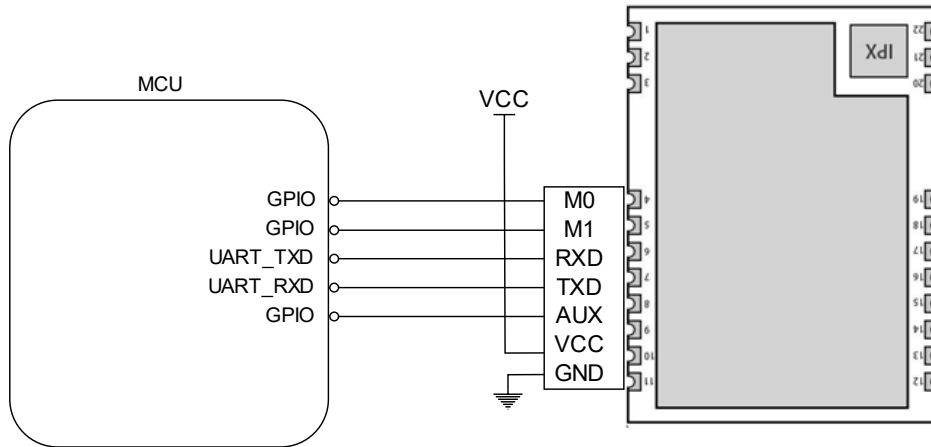 MCU
VCC
GPIO
GPIO
UART_TXD
UART_RXD
GPIO
M0
M1
RXD
TXD
AUX
VCC
GND
IPX
1
2
3
4
5
6
7
8
9
10
11
22
21
20
19
18
17
16
15
14
13
12